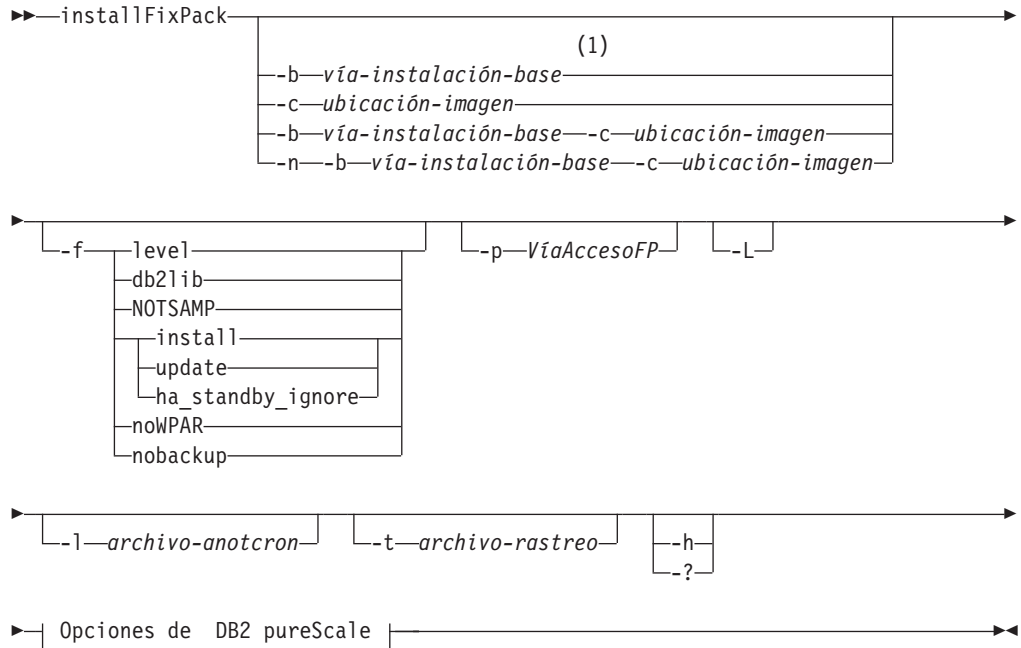 installFixPack
(1)
-b vía-instalación-base
-c ubicación-imagen
-b vía-instalación-base -c ubicación-imagen
-n -b vía-instalación-base -c ubicación-imagen
-f level -p VíaAccesoFP -L
db2lib
NOTSAMP
install
update
ha_standby_ignore
noWPAR
nobackup
-l archivo-anotcron -t archivo-rastreo -h
-?
Opciones de DB2 pureScale